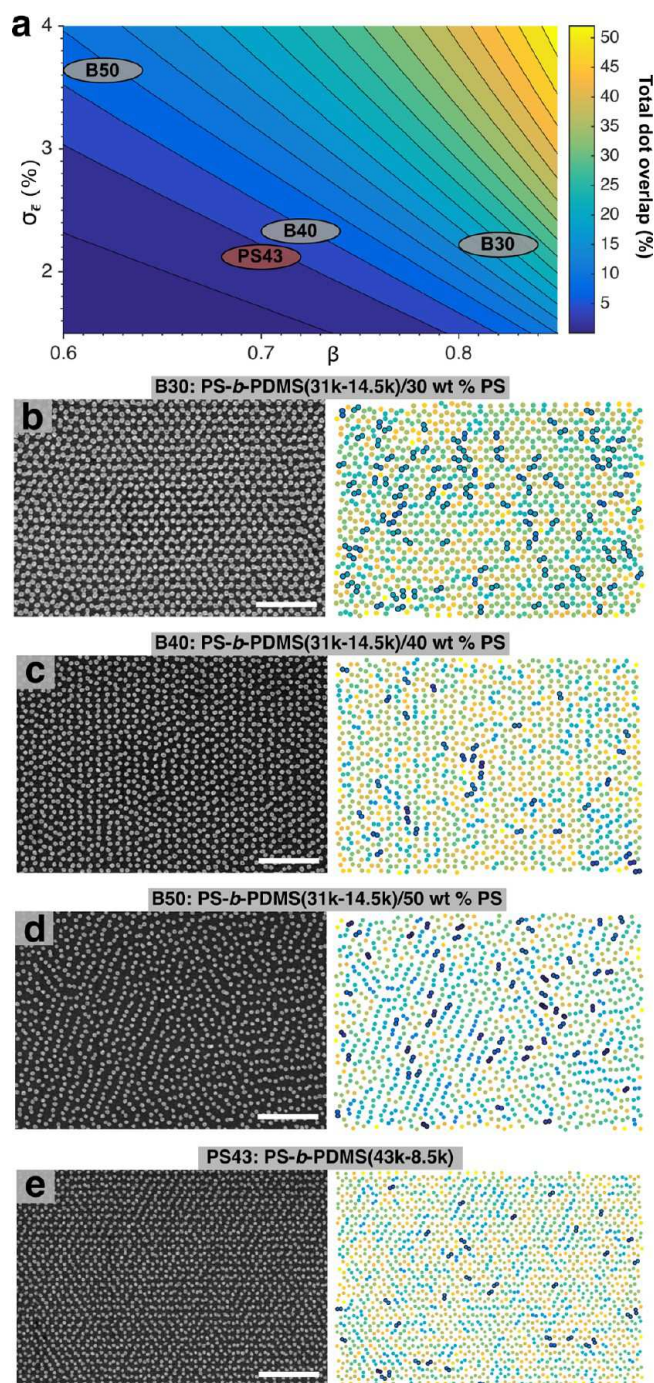 a
4
3
2
σε (%)
B50
B40
PS43
B30
0.6
0.7
0.8
β
50
45
40
35
30
25
20
15
10
5
Total dot overlap (%)
B30: PS-b-PDMS(31k-14.5k)/30 wt % PS
b
B40: PS-b-PDMS(31k-14.5k)/40 wt % PS
c
B50: PS-b-PDMS(31k-14.5k)/50 wt % PS
d
PS43: PS-b-PDMS(43k-8.5k)
e